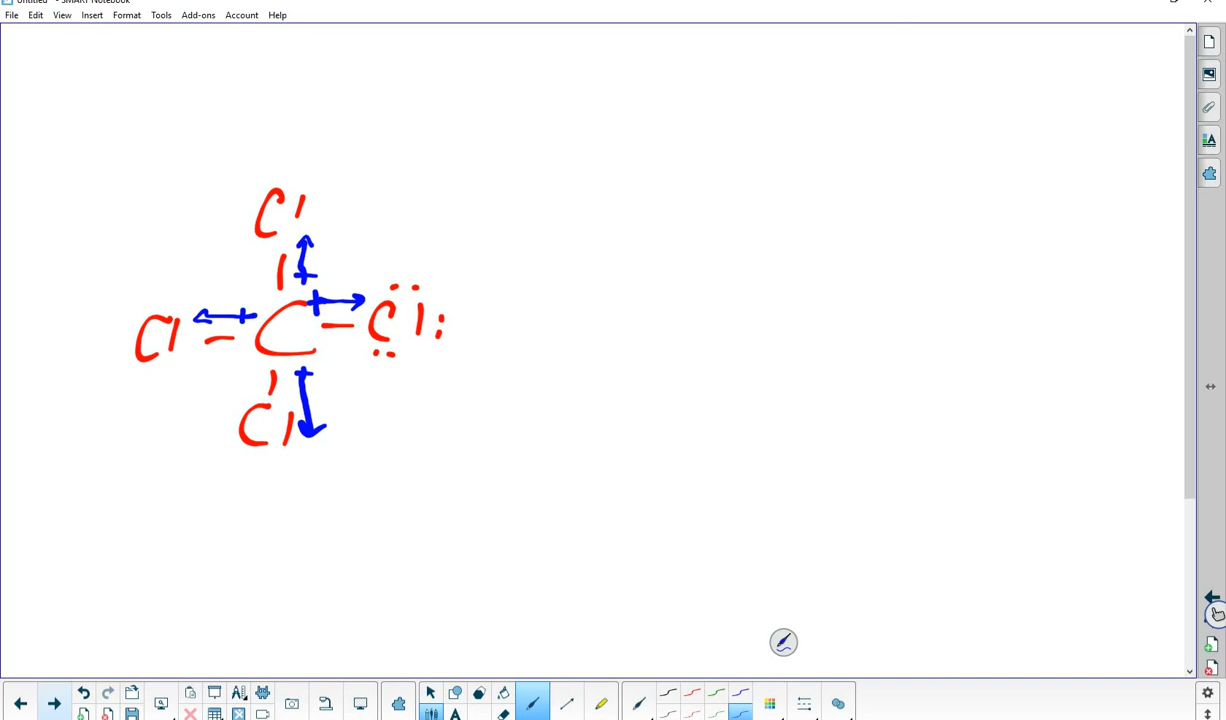 Untitled * - SMART Notebook
File Edit View Insert Format Tools Add-ons Account Help
Cl
Cl - C - Cl
Cl